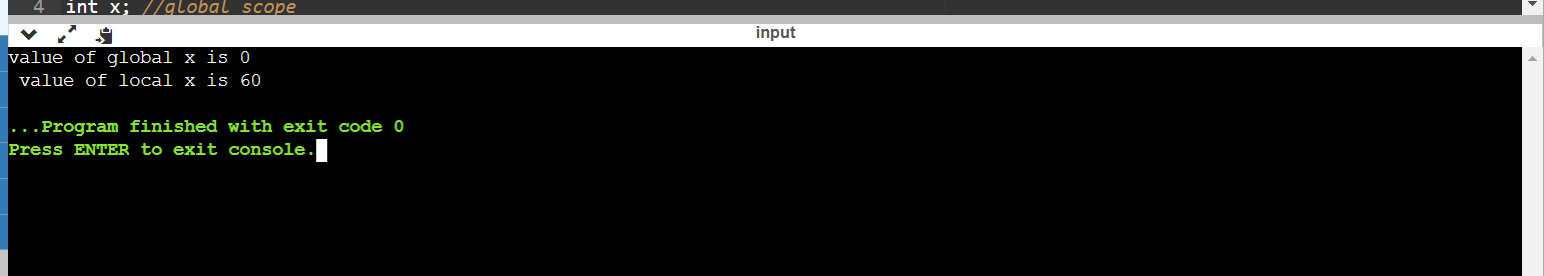 4 int x; //global scope
input
value of global x is 0
 value of local x is 60
...Program finished with exit code 0
Press ENTER to exit console.